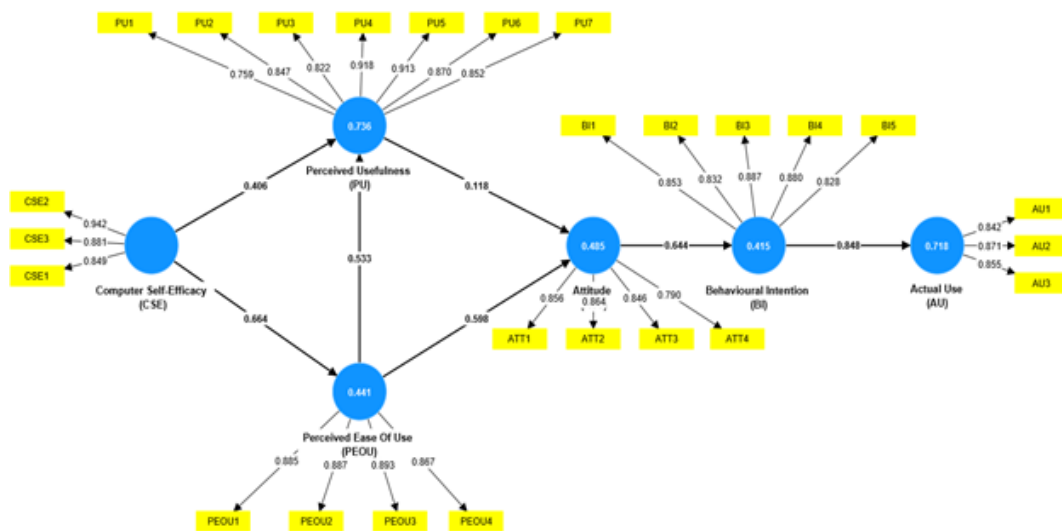 PU1 PU2 PU3 PU4 PU5 PU6 PU7
0.759 0.847 0.822 0.918 0.913 0.870 0.852
0.736
Perceived Usefulness
(PU)
BI1 BI2 BI3 BI4 BI5
0.853 0.832 0.887 0.880 0.828
0.406
0.118
CSE2
CSE3
CSE1
0.942
0.881
0.849
Computer Self-Efficacy
(CSE)
0.533
0.485
Attitude
0.644
0.415
Behavioural Intention
(BI)
0.848
0.718
Actual Use
(AU)
0.842
0.871
0.855
AU1
AU2
AU3
0.664
0.598
0.856 0.864 0.846 0.790
ATT1 ATT2 ATT3 ATT4
0.441
Perceived Ease Of Use
(PEOU)
0.885 0.887 0.893 0.867
PEOU1 PEOU2 PEOU3 PEOU4